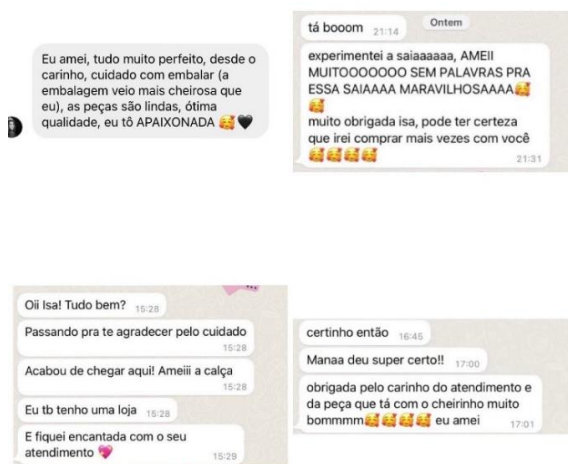 Eu amei, tudo muito perfeito, desde o
carinho, cuidado com embalar (a
embalagem veio mais cheirosa que
eu), as peças são lindas, ótima
qualidade, eu tô APAIXONADA 🥰🖤
tá booom 21:14
Ontem
experimentei a saiaaaaaa, AMEII
MUITOOOOOOO SEM PALAVRAS PRA
ESSA SAIAAAA MARAVILHOSAAAA🥰
🥰
muito obrigada isa, pode ter certeza
que irei comprar mais vezes com você
🥰🥰🥰🥰 21:31
Oii Isa! Tudo bem? 15:28
Passando pra te agradecer pelo cuidado
15:28
Acabou de chegar aqui! Ameiii a calça
15:28
Eu tb tenho uma loja 15:28
E fiquei encantada com o seu
atendimento 💖 15:29
certinho então 16:45
Manaa deu super certo!! 17:00
obrigada pelo carinho do atendimento e
da peça que tá com o cheirinho muito
bommmm🥰🥰🥰🥰 eu amei 17:01